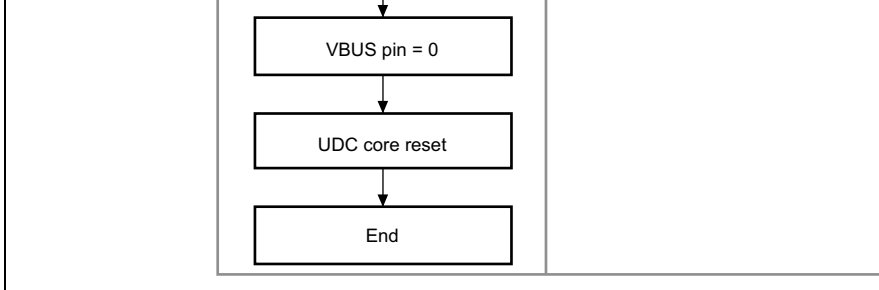 VBUS pin = 0
UDC core reset
End